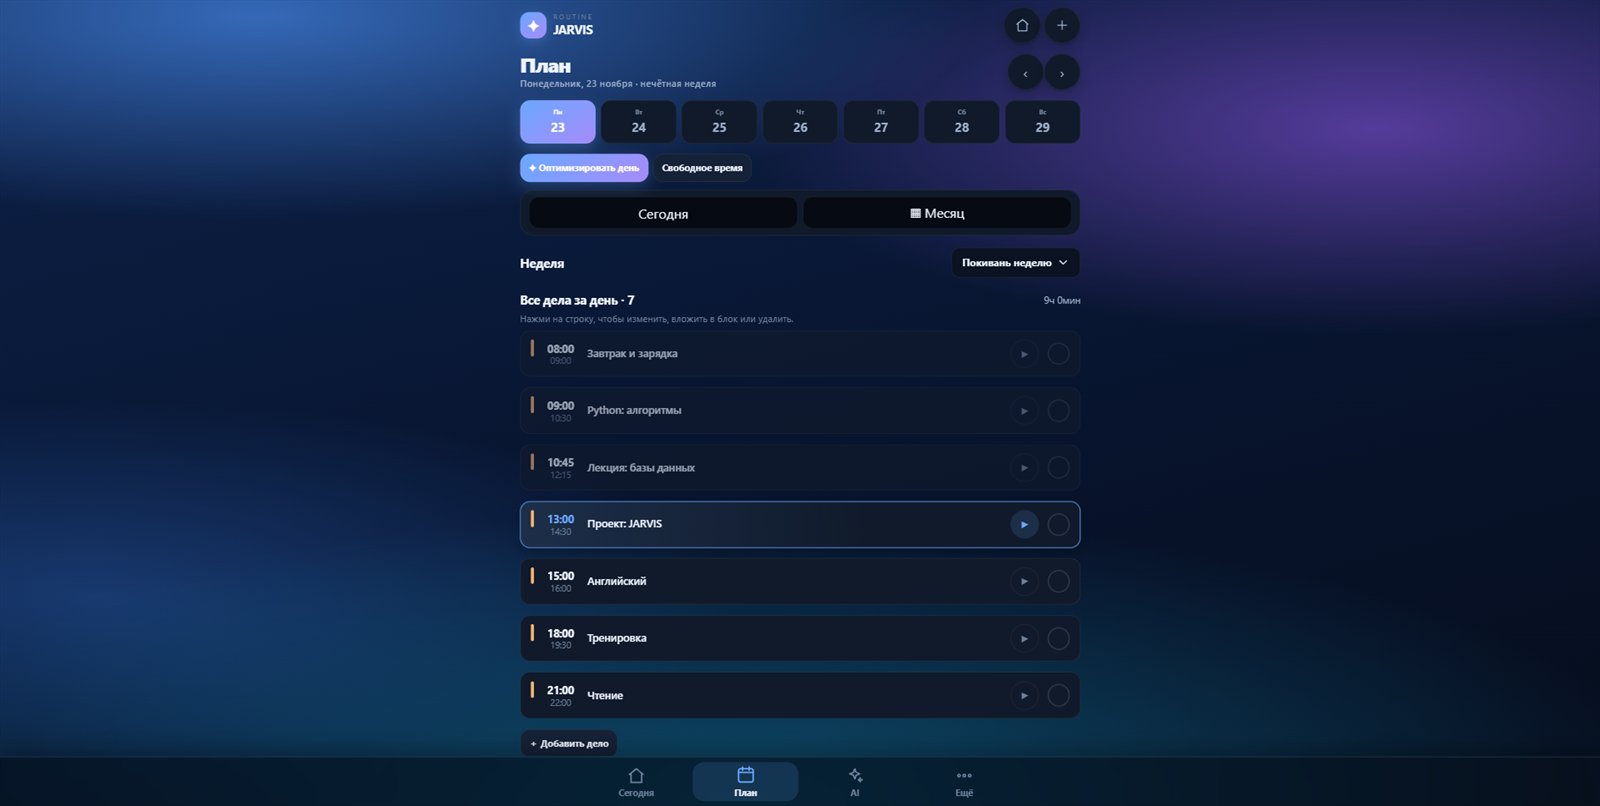 ROUTINE
JARVIS
План
Понедельник, 23 ноября · нечётная неделя
Пн
23
Вт
24
Ср
25
Чт
26
Пт
27
Сб
28
Вс
29
✦ Оптимизировать день
Свободное время
Сегодня
▦ Месяц
Неделя
Покивань неделю
Все дела за день · 7
9ч 0мин
Нажми на строку, чтобы изменить, вложить в блок или удалить.
08:00
09:00
Завтрак и зарядка
09:00
10:30
Python: алгоритмы
10:45
12:15
Лекция: базы данных
13:00
14:30
Проект: JARVIS
15:00
16:00
Английский
18:00
19:30
Тренировка
21:00
22:00
Чтение
+ Добавить дело
Сегодня
План
AI
Ещё